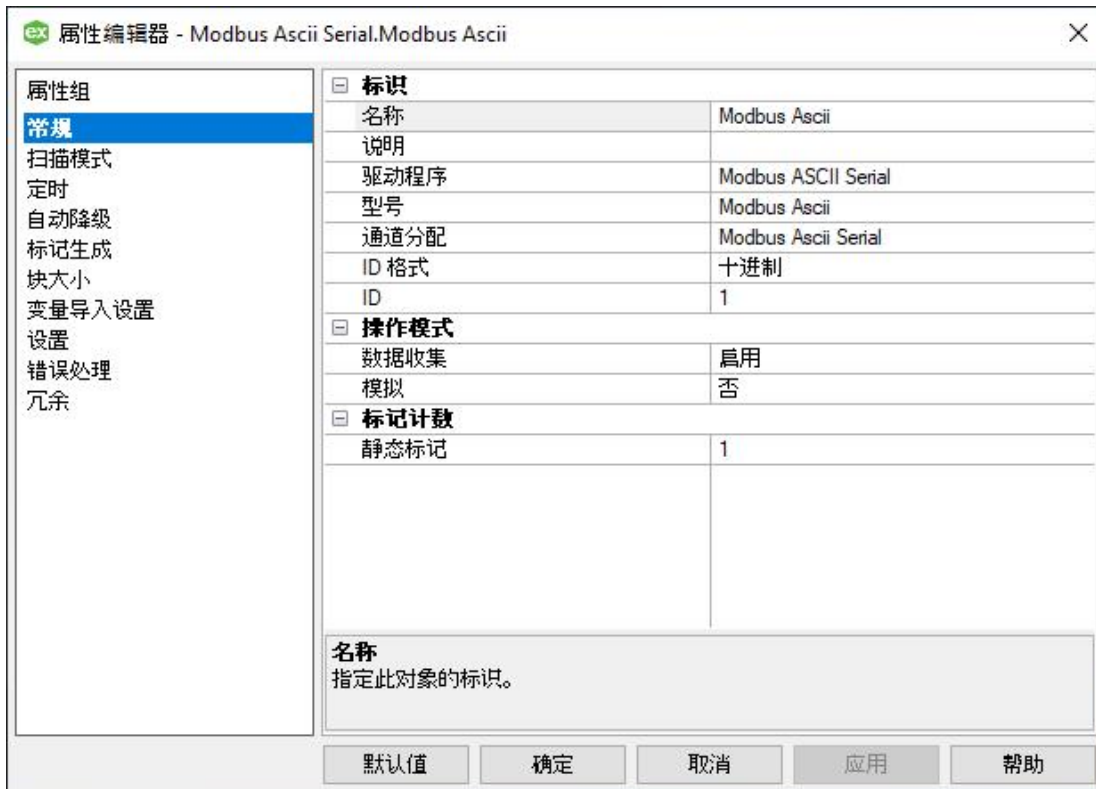 ex 属性编辑器 - Modbus Ascii Serial.Modbus Ascii
属性组
常规
扫描模式
定时
自动降级
标记生成
块大小
变量导入设置
设置
错误处理
冗余
标识
名称 Modbus Ascii
说明
驱动程序 Modbus ASCII Serial
型号 Modbus Ascii
通道分配 Modbus Ascii Serial
ID 格式 十进制
ID 1
操作模式
数据收集 启用
模拟 否
标记计数
静态标记 1
名称
指定此对象的标识。
默认值 确定 取消 应用 帮助